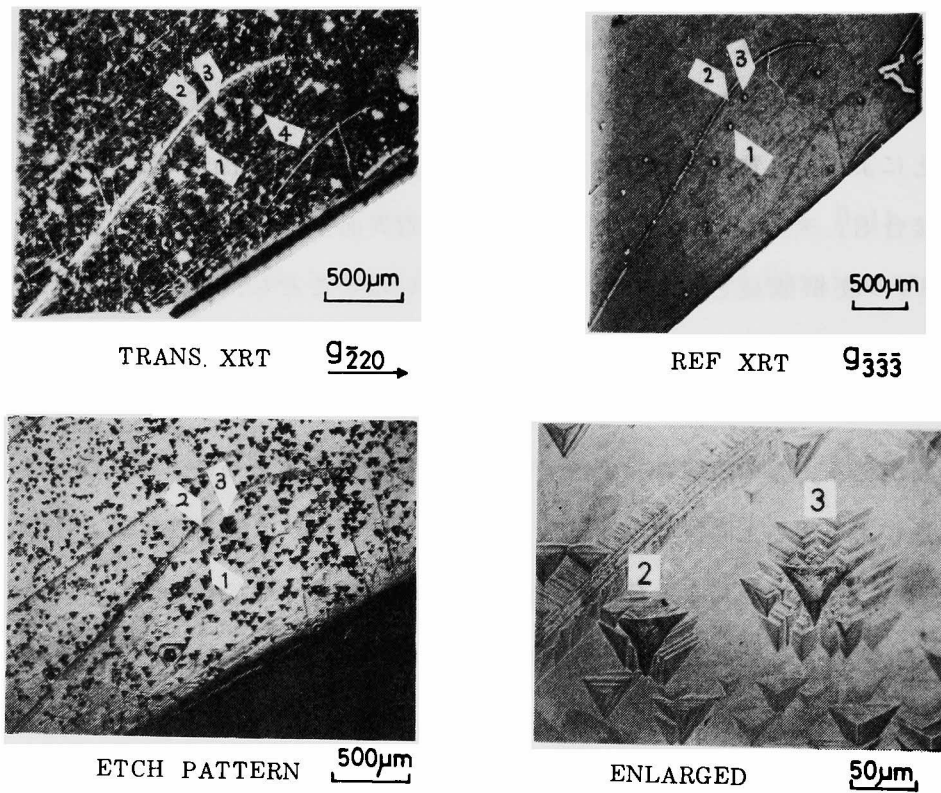 2
3
4
1
500μm
TRANS. XRT g2̅20
2
3
1
500μm
REF XRT g3̅3̅3̅
2
3
1
ETCH PATTERN 500μm
2
3
ENLARGED 50μm